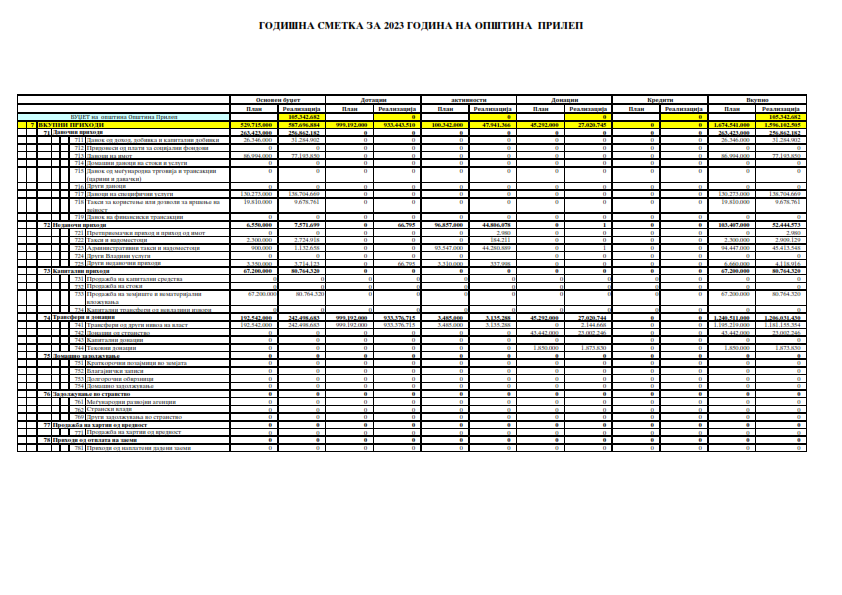 ГОДИШНА СМЕТКА ЗА 2023 ГОДИНА НА ОПШТИНА ПРИЛЕП
Основен буџет Дотации активности Донации Кредити Вкупно
План Реализација План Реализација План Реализација План Реализација План Реализација План Реализација
БУЏЕТ на општина Општина Прилеп 105.342.682 0 0 0 0 105.342.682
7 ВКУПНИ ПРИХОДИ 529.715.000 587.696.884 999.192.000 933.443.510 100.342.000 47.941.366 45.292.000 27.020.745 0 0 1.674.541.000 1.596.102.505
71 Даночни приходи 263.423.000 256.862.182 0 0 0 0 0 0 0 0 263.423.000 256.862.182
711 Данок од доход, добивка и капитални добивки 26.346.000 31.284.902 0 0 0 0 0 0 0 0 26.346.000 31.284.902
712 Придонеси од плати за социјални фондови 0 0 0 0 0 0 0 0 0 0 0 0
713 Даноци на имот 86.994.000 77.193.850 0 0 0 0 0 0 0 0 86.994.000 77.193.850
714 Домашни даноци на стоки и услуги 0 0 0 0 0 0 0 0 0 0 0 0
715 Данок од меѓународна трговија и трансакции 0 0 0 0 0 0 0 0 0 0 0 0
(царини и давачки)
716 Други даноци 0 0 0 0 0 0 0 0 0 0 0 0
717 Даноци на специфични услуги 130.273.000 138.704.669 0 0 0 0 0 0 0 0 130.273.000 138.704.669
718 Такси за користење или дозволи за вршење на 19.810.000 9.678.761 0 0 0 0 0 0 0 0 19.810.000 9.678.761
дејност
719 Данок на финансиски трансакции 0 0 0 0 0 0 0 0 0 0 0 0
72 Неданочни приходи 6.550.000 7.571.699 0 66.795 96.857.000 44.806.078 0 1 0 0 103.407.000 52.444.573
721 Претприемачки приход и приход од имот 0 0 0 0 0 2.980 0 0 0 0 0 2.980
722 Такси и надоместоци 2.300.000 2.724.918 0 0 0 184.211 0 0 0 0 2.300.000 2.909.129
723 Административни такси и надоместоци 900.000 1.132.658 0 0 93.547.000 44.280.889 0 1 0 0 94.447.000 45.413.548
724 Други Владини услуги 0 0 0 0 0 0 0 0 0 0 0 0
725 Други неданочни приходи 3.350.000 3.714.123 0 66.795 3.310.000 337.998 0 0 0 0 6.660.000 4.118.916
73 Капитални приходи 67.200.000 80.764.320 0 0 0 0 0 0 0 0 67.200.000 80.764.320
731 Продажба на капитални средства 0 0 0 0 0 0 0 0 0 0 0 0
732 Продажба на стоки 0 0 0 0 0 0 0 0 0 0 0 0
733 Продажба на земјиште и нематеријални 67.200.000 80.764.320 0 0 0 0 0 0 0 0 67.200.000 80.764.320
вложувања
734 Капитални трансфери од невладини извори 0 0 0 0 0 0 0 0 0 0 0 0
74 Трансфери и донации 192.542.000 242.498.683 999.192.000 933.376.715 3.485.000 3.135.288 45.292.000 27.020.744 0 0 1.240.511.000 1.206.031.430
741 Трансфери од други нивоа на власт 192.542.000 242.498.683 999.192.000 933.376.715 3.485.000 3.135.288 0 2.144.668 0 0 1.195.219.000 1.181.155.354
742 Донации од странство 0 0 0 0 0 0 43.442.000 23.002.246 0 0 43.442.000 23.002.246
743 Капитални донации 0 0 0 0 0 0 0 0 0 0 0 0
744 Тековни донации 0 0 0 0 0 0 1.850.000 1.873.830 0 0 1.850.000 1.873.830
75 Домашно задолжување 0 0 0 0 0 0 0 0 0 0 0 0
751 Краткорочни позајмици во земјата 0 0 0 0 0 0 0 0 0 0 0 0
752 Благајнички записи 0 0 0 0 0 0 0 0 0 0 0 0
753 Долгорочни обврзници 0 0 0 0 0 0 0 0 0 0 0 0
754 Домашно задолжување 0 0 0 0 0 0 0 0 0 0 0 0
76 Задолжување во странство 0 0 0 0 0 0 0 0 0 0 0 0
761 Меѓународни развојни агенции 0 0 0 0 0 0 0 0 0 0 0 0
762 Странски влади 0 0 0 0 0 0 0 0 0 0 0 0
769 Други задолжувања во странство 0 0 0 0 0 0 0 0 0 0 0 0
77 Продажба на хартии од вредност 0 0 0 0 0 0 0 0 0 0 0 0
771 Продажба на хартии од вредност 0 0 0 0 0 0 0 0 0 0 0 0
78 Приходи од отплата на заеми 0 0 0 0 0 0 0 0 0 0 0 0
781 Приходи од наплатени дадени заеми 0 0 0 0 0 0 0 0 0 0 0 0